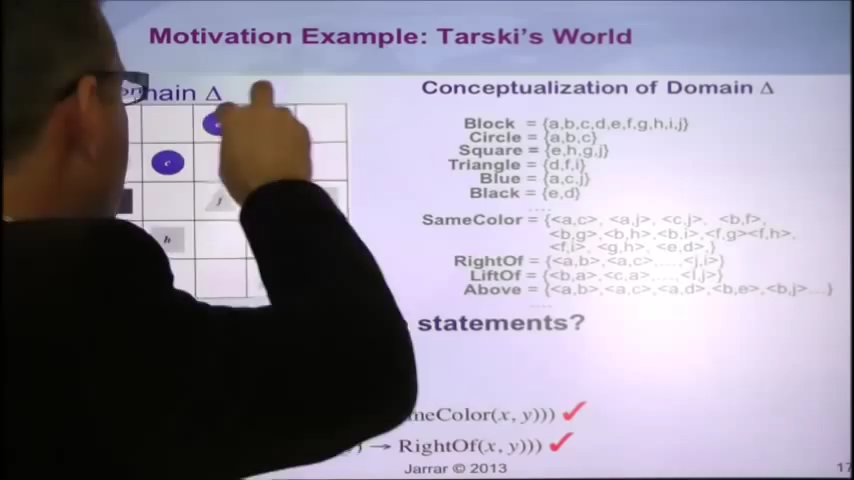 Motivation Example: Tarski's World
main Δ
Conceptualization of Domain Δ
Block = {a,b,c,d,e,f,g,h,i,j}
Circle = {a,b,c}
Square = {e,h,g,j}
Triangle = {d,f,i}
Blue = {a,c,j}
Black = {e,d}
....
SameColor = {<a,c>, <a,j>, <c,j>, <b,f>,
<b,g>, <b,h>, <b,i>, <f,g><f,h>,
<f,i>, <g,h>, <e,d>,}
RightOf = {<a,b>, <a,c>,....,<j,i>}
LiftOf = {<b,a>, <c,a>,....,<I,j>}
Above = {<a,b>,<a,c>,<a,d>,<b,e>,<b,j>...}
....
c
f
h
statements?
meColor(x, y))) ✓
→ RightOf(x, y))) ✓
Jarrar © 2013
17